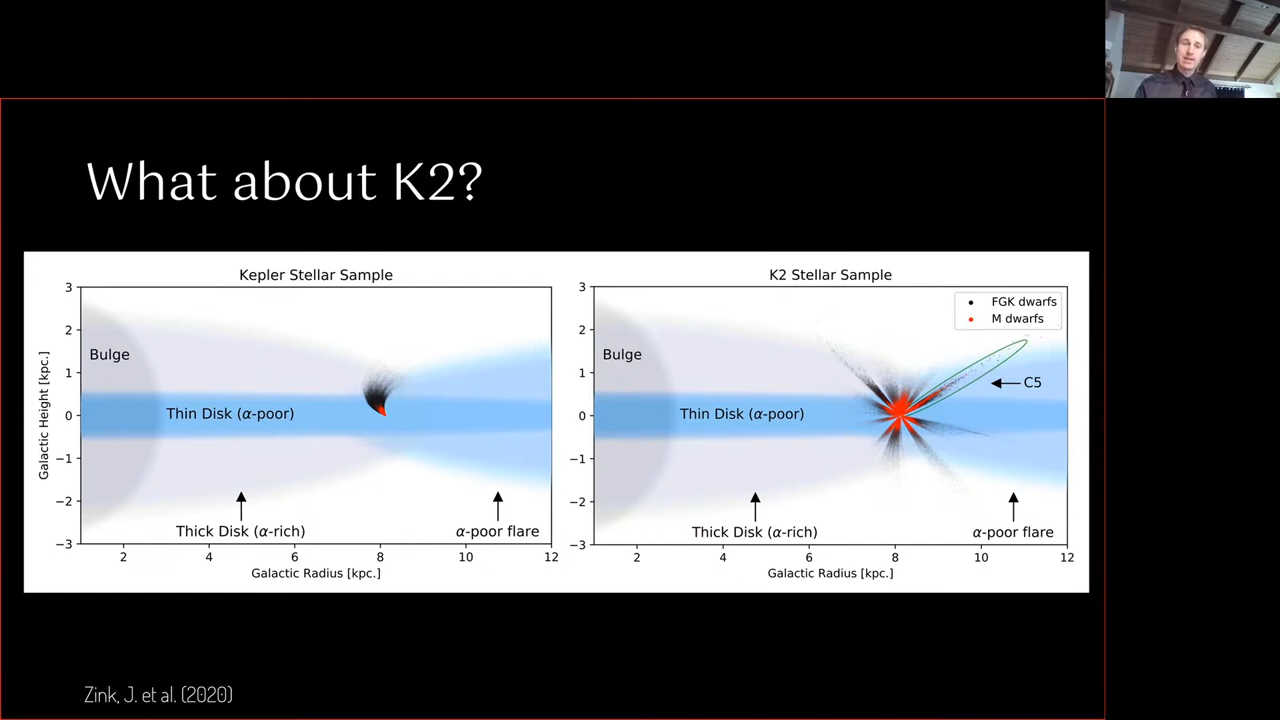 What about K2?
Kepler Stellar Sample
3
2
1
0
−1
−2
−3
Galactic Height [kpc.]
Bulge
Thin Disk (α-poor)
Thick Disk (α-rich)
α-poor flare
2
4
6
8
10
12
Galactic Radius [kpc.]
K2 Stellar Sample
3
2
1
0
−1
−2
−3
FGK dwarfs
M dwarfs
Bulge
C5
Thin Disk (α-poor)
Thick Disk (α-rich)
α-poor flare
2
4
6
8
10
12
Galactic Radius [kpc.]
Zink, J. et al. (2020)